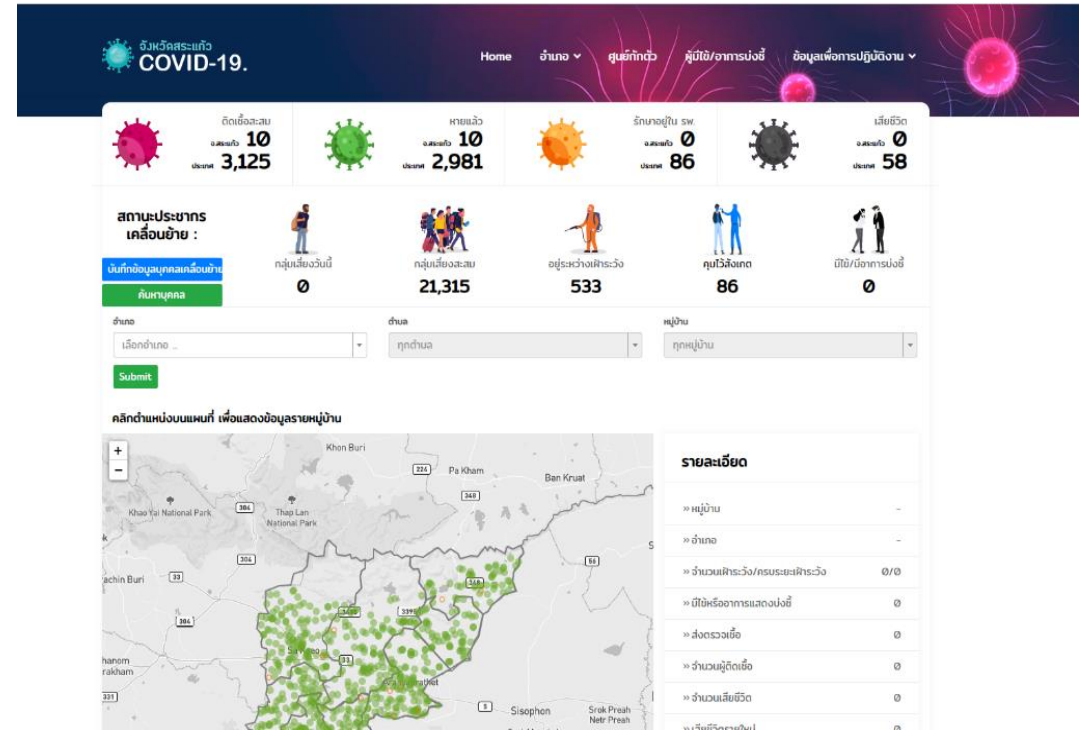 จังหวัดสระแก้ว
COVID-19.
Home อำเภอ ศูนย์กักตัว ผู้มีไข้/อาการบ่งชี้ ข้อมูลเพื่อการปฏิบัติงาน
ติดเชื้อสะสม
จ.สระแก้ว 10
ประเทศ 3,125
หายแล้ว
จ.สระแก้ว 10
ประเทศ 2,981
รักษาอยู่ใน รพ.
จ.สระแก้ว 0
ประเทศ 86
เสียชีวิต
จ.สระแก้ว 0
ประเทศ 58
สถานะประชากร
เคลื่อนย้าย :
บันทึกข้อมูลบุคคลเคลื่อนย้าย
ค้นหาบุคคล
กลุ่มเสี่ยงวันนี้
0
กลุ่มเสี่ยงสะสม
21,315
อยู่ระหว่างเฝ้าระวัง
533
คุมไว้สังเกต
86
มีไข้/มีอาการบ่งชี้
0
อำเภอ ตำบล หมู่บ้าน
เลือกอำเภอ .. ทุกตำบล ทุกหมู่บ้าน
Submit
คลิกตำแหน่งบนแผนที่ เพื่อแสดงข้อมูลรายหมู่บ้าน
+
−
Khon Buri
224
Pa Kham
Ban Kruat
348
Khao Yai National Park
304
Thap Lan
National Park
304
56
achin Buri
33
348
304
3395
33
hanom
rakham
331
5
Sisophon
Srok Preah
Netr Preah
รายละเอียด
» หมู่บ้าน -
» อำเภอ -
» จำนวนเฝ้าระวัง/ครบระยะเฝ้าระวัง 0/0
» มีไข้หรืออาการแสดงบ่งชี้ 0
» ส่งตรวจเชื้อ 0
» จำนวนผู้ติดเชื้อ 0
» จำนวนเสียชีวิต 0
» เสียชีวิตรายใหม่ 0